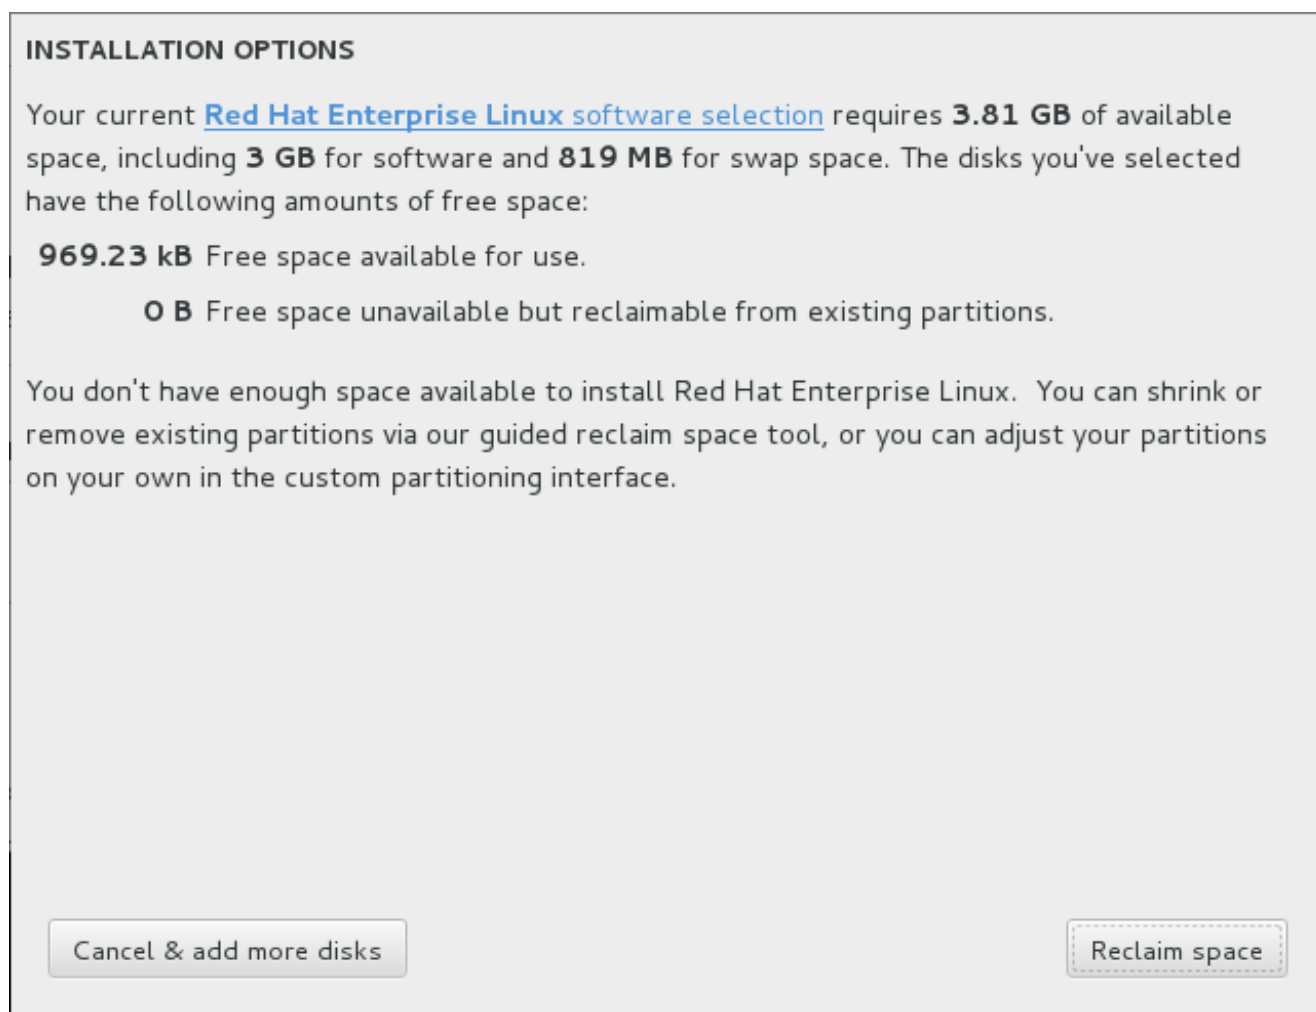 INSTALLATION OPTIONS
Your current Red Hat Enterprise Linux software selection requires 3.81 GB of available
space, including 3 GB for software and 819 MB for swap space. The disks you've selected
have the following amounts of free space:
969.23 kB Free space available for use.
0 B Free space unavailable but reclaimable from existing partitions.
You don't have enough space available to install Red Hat Enterprise Linux.  You can shrink or
remove existing partitions via our guided reclaim space tool, or you can adjust your partitions
on your own in the custom partitioning interface.
Cancel & add more disks
Reclaim space